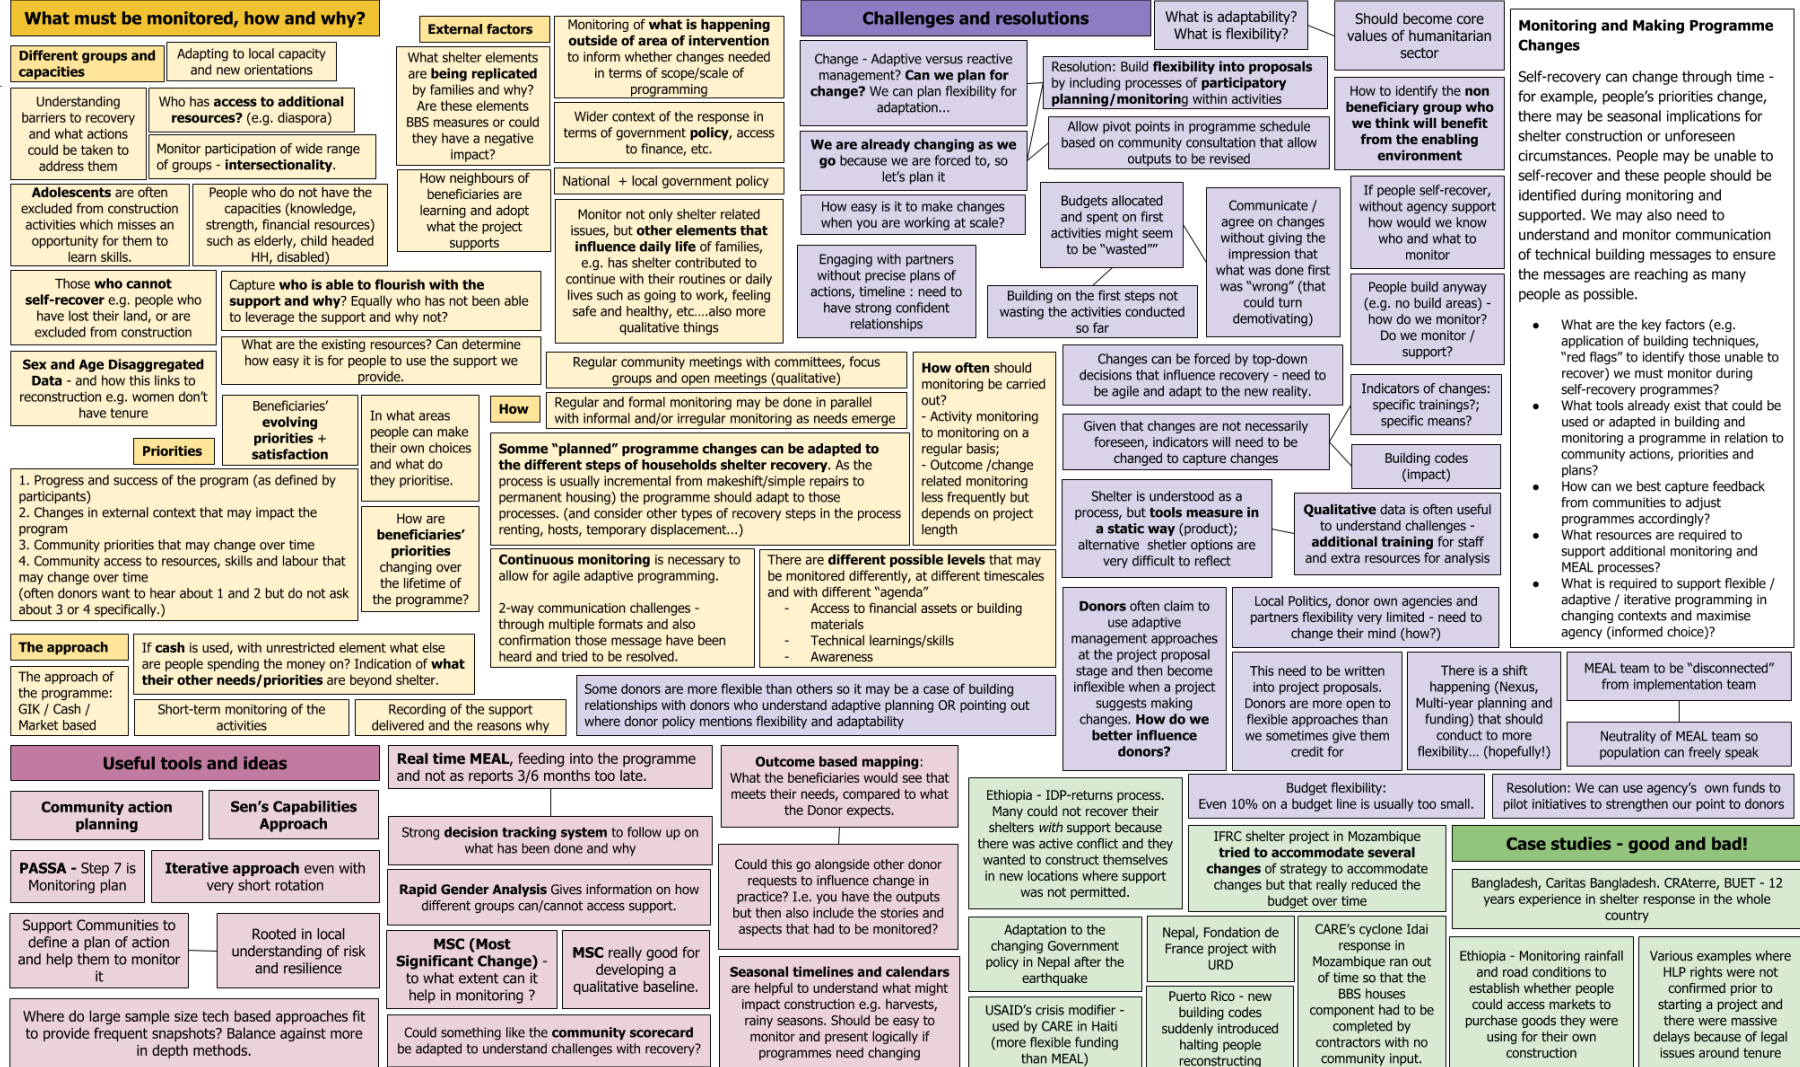 What must be monitored, how and why?
Different groups and
capacities
Adapting to local capacity
and new orientations
Understanding
barriers to recovery
and what actions
could be taken to
address them
Who has access to additional
resources? (e.g. diaspora)
Monitor participation of wide range
of groups - intersectionality.
Adolescents are often
excluded from construction
activities which misses an
opportunity for them to
learn skills.
People who do not have the
capacities (knowledge,
strength, financial resources)
such as elderly, child headed
HH, disabled)
Those who cannot
self-recover e.g. people who
have lost their land, or are
excluded from construction
Capture who is able to flourish with the
support and why? Equally who has not been able
to leverage the support and why not?
What are the existing resources? Can determine
how easy it is for people to use the support we
provide.
Sex and Age Disaggregated
Data - and how this links to
reconstruction e.g. women don't
have tenure
Beneficiaries'
evolving
priorities +
satisfaction
In what areas
people can make
their own choices
and what do
they prioritise.
Priorities
1. Progress and success of the program (as defined by
participants)
2. Changes in external context that may impact the
program
3. Community priorities that may change over time
4. Community access to resources, skills and labour that
may change over time
(often donors want to hear about 1 and 2 but do not ask
about 3 or 4 specifically.)
How are
beneficiaries'
priorities
changing over
the lifetime of
the programme?
The approach
The approach of
the programme:
GIK / Cash /
Market based
If cash is used, with unrestricted element what else
are people spending the money on? Indication of what
their other needs/priorities are beyond shelter.
Short-term monitoring of the
activities
Recording of the support
delivered and the reasons why
External factors
What shelter elements
are being replicated
by families and why?
Are these elements
BBS measures or could
they have a negative
impact?
How neighbours of
beneficiaries are
learning and adopt
what the project
supports
Monitoring of what is happening
outside of area of intervention
to inform whether changes needed
in terms of scope/scale of
programming
Wider context of the response in
terms of government policy, access
to finance, etc.
National + local government policy
Monitor not only shelter related
issues, but other elements that
influence daily life of families,
e.g. has shelter contributed to
continue with their routines or daily
lives such as going to work, feeling
safe and healthy, etc....also more
qualitative things
Regular community meetings with committees, focus
groups and open meetings (qualitative)
How
Regular and formal monitoring may be done in parallel
with informal and/or irregular monitoring as needs emerge
Somme "planned" programme changes can be adapted to
the different steps of households shelter recovery. As the
process is usually incremental from makeshift/simple repairs to
permanent housing) the programme should adapt to those
processes. (and consider other types of recovery steps in the process
renting, hosts, temporary displacement...)
How often should
monitoring be carried
out?
- Activity monitoring
to monitoring on a
regular basis;
- Outcome /change
related monitoring
less frequently but
depends on project
length
Continuous monitoring is necessary to
allow for agile adaptive programming.
2-way communication challenges -
through multiple formats and also
confirmation those message have been
heard and tried to be resolved.
There are different possible levels that may
be monitored differently, at different timescales
and with different "agenda"
- Access to financial assets or building
materials
- Technical learnings/skills
- Awareness
Some donors are more flexible than others so it may be a case of building
relationships with donors who understand adaptive planning OR pointing out
where donor policy mentions flexibility and adaptability
Challenges and resolutions
What is adaptability?
What is flexibility?
Should become core
values of humanitarian
sector
Change - Adaptive versus reactive
management? Can we plan for
change? We can plan flexibility for
adaptation...
Resolution: Build flexibility into proposals
by including processes of participatory
planning/monitoring within activities
We are already changing as we
go because we are forced to, so
let's plan it
Allow pivot points in programme schedule
based on community consultation that allow
outputs to be revised
How to identify the non
beneficiary group who
we think will benefit
from the enabling
environment
How easy is it to make changes
when you are working at scale?
Budgets allocated
and spent on first
activities might seem
to be "wasted""
Communicate /
agree on changes
without giving the
impression that
what was done first
was "wrong" (that
could turn
demotivating)
If people self-recover,
without agency support
how would we know
who and what to
monitor
Engaging with partners
without precise plans of
actions, timeline : need to
have strong confident
relationships
Building on the first steps not
wasting the activities conducted
so far
People build anyway
(e.g. no build areas) -
how do we monitor?
Do we monitor /
support?
Changes can be forced by top-down
decisions that influence recovery - need to
be agile and adapt to the new reality.
Given that changes are not necessarily
foreseen, indicators will need to be
changed to capture changes
Indicators of changes:
specific trainings?;
specific means?
Building codes
(impact)
Shelter is understood as a
process, but tools measure in
a static way (product);
alternative shetler options are
very difficult to reflect
Qualitative data is often useful
to understand challenges -
additional training for staff
and extra resources for analysis
Donors often claim to
use adaptive
management approaches
at the project proposal
stage and then become
inflexible when a project
suggests making
changes. How do we
better influence
donors?
Local Politics, donor own agencies and
partners flexibility very limited - need to
change their mind (how?)
This need to be written
into project proposals.
Donors are more open to
flexible approaches than
we sometimes give them
credit for
There is a shift
happening (Nexus,
Multi-year planning and
funding) that should
conduct to more
flexibility... (hopefully!)
MEAL team to be "disconnected"
from implementation team
Neutrality of MEAL team so
population can freely speak
Budget flexibility:
Even 10% on a budget line is usually too small.
Resolution: We can use agency's own funds to
pilot initiatives to strengthen our point to donors
Monitoring and Making Programme
Changes
Self-recovery can change through time -
for example, people's priorities change,
there may be seasonal implications for
shelter construction or unforeseen
circumstances. People may be unable to
self-recover and these people should be
identified during monitoring and
supported. We may also need to
understand and monitor communication
of technical building messages to ensure
the messages are reaching as many
people as possible.
● What are the key factors (e.g.
application of building techniques,
"red flags" to identify those unable to
recover) we must monitor during
self-recovery programmes?
● What tools already exist that could be
used or adapted in building and
monitoring a programme in relation to
community actions, priorities and
plans?
● How can we best capture feedback
from communities to adjust
programmes accordingly?
● What resources are required to
support additional monitoring and
MEAL processes?
● What is required to support flexible /
adaptive / iterative programming in
changing contexts and maximise
agency (informed choice)?
Useful tools and ideas
Community action
planning
Sen's Capabilities
Approach
PASSA - Step 7 is
Monitoring plan
Iterative approach even with
very short rotation
Support Communities to
define a plan of action
and help them to monitor
it
Rooted in local
understanding of risk
and resilience
Where do large sample size tech based approaches fit
to provide frequent snapshots? Balance against more
in depth methods.
Real time MEAL, feeding into the programme
and not as reports 3/6 months too late.
Strong decision tracking system to follow up on
what has been done and why
Rapid Gender Analysis Gives information on how
different groups can/cannot access support.
MSC (Most
Significant Change) -
to what extent can it
help in monitoring ?
MSC really good for
developing a
qualitative baseline.
Could something like the community scorecard
be adapted to understand challenges with recovery?
Outcome based mapping:
What the beneficiaries would see that
meets their needs, compared to what
the Donor expects.
Could this go alongside other donor
requests to influence change in
practice? I.e. you have the outputs
but then also include the stories and
aspects that had to be monitored?
Seasonal timelines and calendars
are helpful to understand what might
impact construction e.g. harvests,
rainy seasons. Should be easy to
monitor and present logically if
programmes need changing
Case studies - good and bad!
Ethiopia - IDP-returns process.
Many could not recover their
shelters with support because
there was active conflict and they
wanted to construct themselves
in new locations where support
was not permitted.
IFRC shelter project in Mozambique
tried to accommodate several
changes of strategy to accommodate
changes but that really reduced the
budget over time
Bangladesh, Caritas Bangladesh. CRAterre, BUET - 12
years experience in shelter response in the whole
country
Adaptation to the
changing Government
policy in Nepal after the
earthquake
Nepal, Fondation de
France project with
URD
CARE's cyclone Idai
response in
Mozambique ran out
of time so that the
BBS houses
component had to be
completed by
contractors with no
community input.
Ethiopia - Monitoring rainfall
and road conditions to
establish whether people
could access markets to
purchase goods they were
using for their own
construction
Various examples where
HLP rights were not
confirmed prior to
starting a project and
there were massive
delays because of legal
issues around tenure
USAID's crisis modifier -
used by CARE in Haiti
(more flexible funding
than MEAL)
Puerto Rico - new
building codes
suddenly introduced
halting people
reconstructing